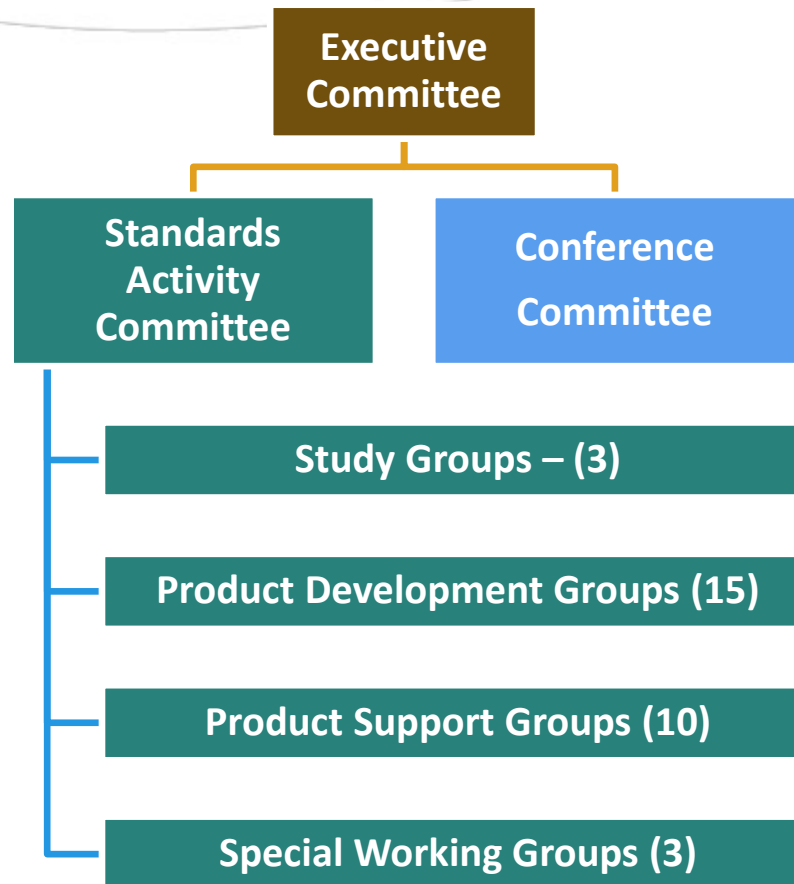 Executive
Committee
Standards
Activity
Committee
Conference
Committee
Study Groups – (3)
Product Development Groups (15)
Product Support Groups (10)
Special Working Groups (3)